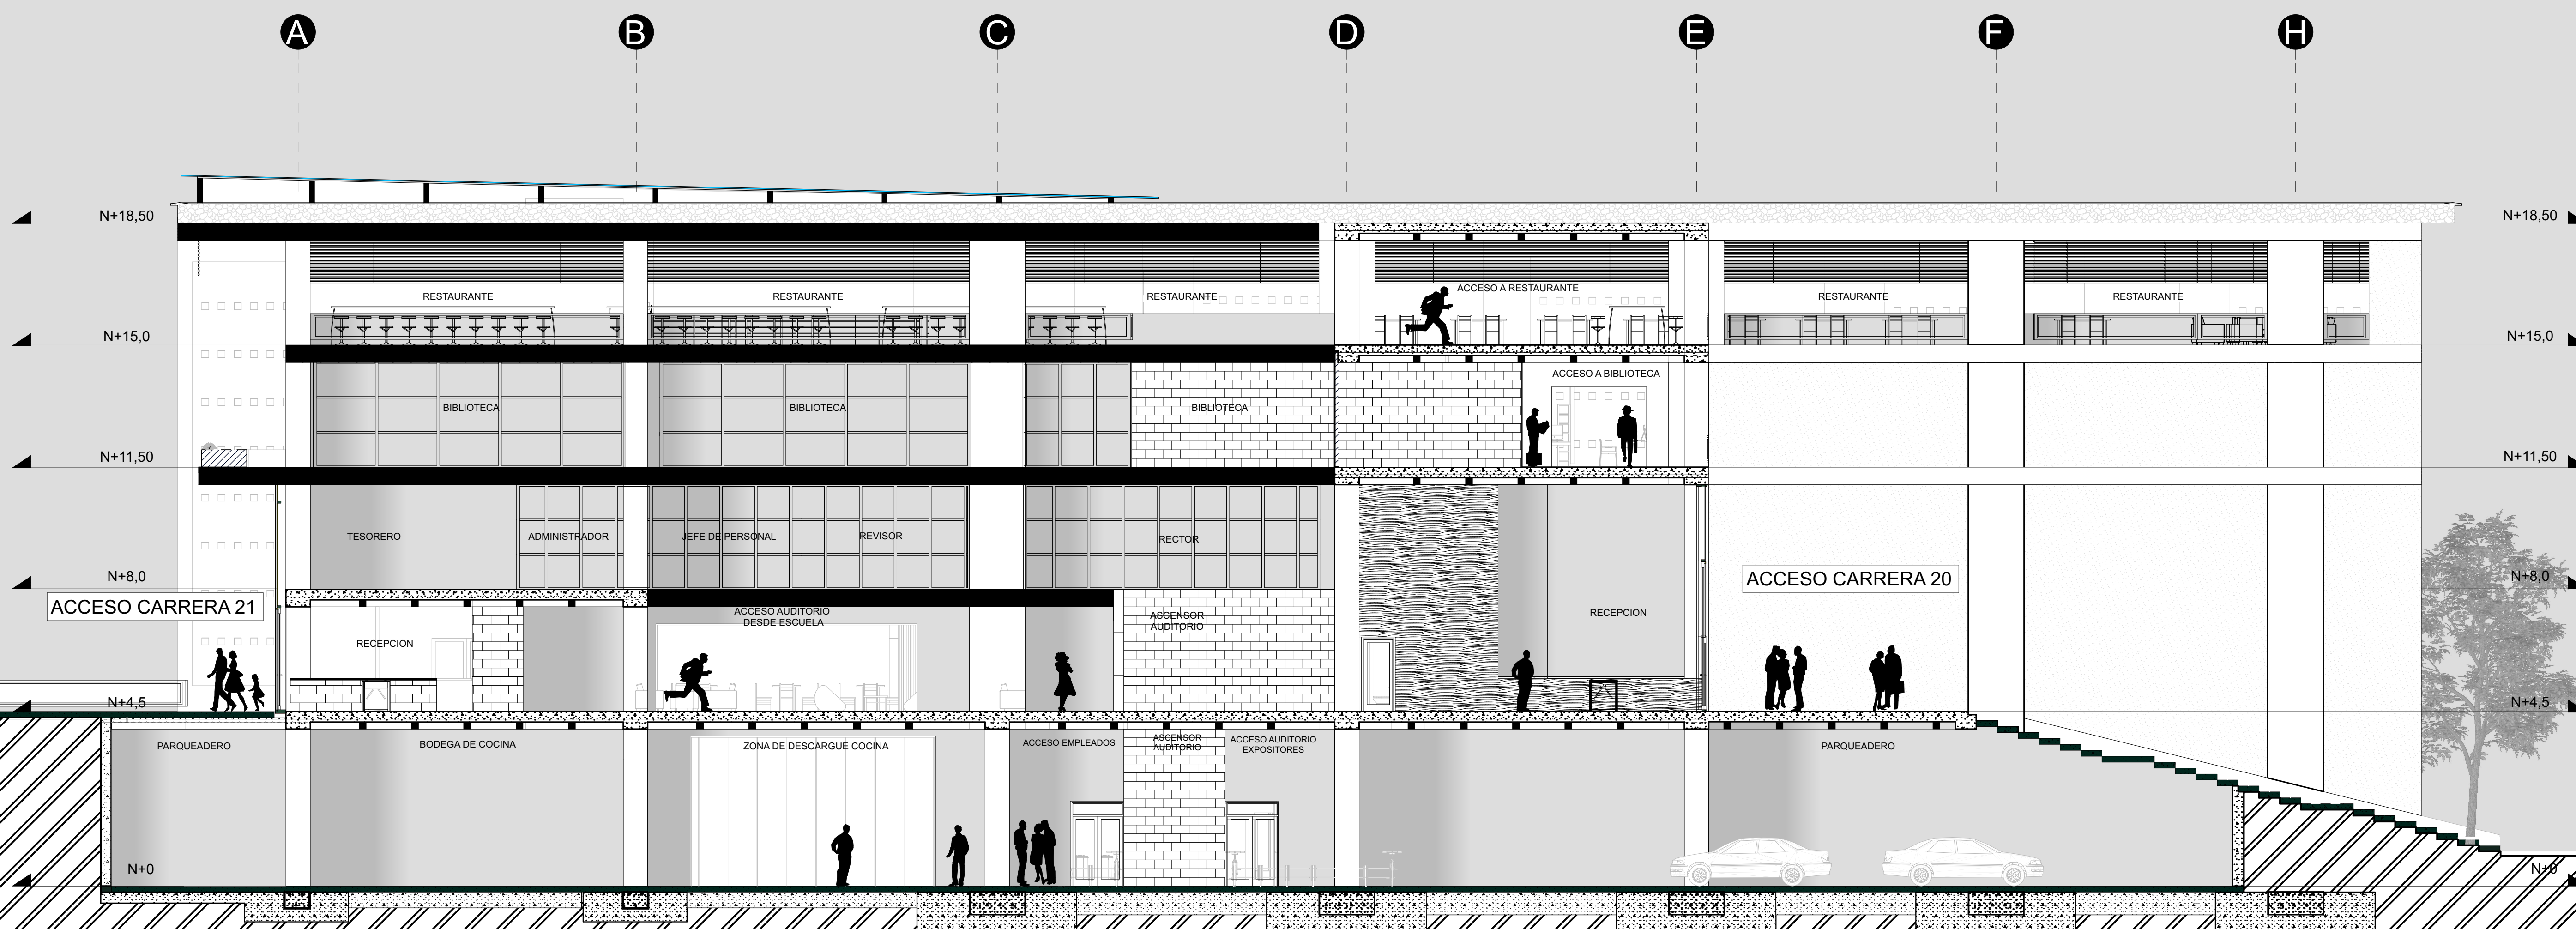 A
B
C
D
E
F
H
N+18,50
N+18,50
RESTAURANTE
RESTAURANTE
RESTAURANTE
ACCESO A RESTAURANTE
RESTAURANTE
RESTAURANTE
N+15,0
N+15,0
ACCESO A BIBLIOTECA
BIBLIOTECA
BIBLIOTECA
BIBLIOTECA
N+11,50
N+11,50
TESORERO
ADMINISTRADOR
JEFE DE PERSONAL
REVISOR
RECTOR
N+8,0
N+8,0
ACCESO CARRERA 21
ACCESO CARRERA 20
ACCESO AUDITORIO
DESDE ESCUELA
ASCENSOR
AUDITORIO
RECEPCION
RECEPCION
N+4,5
N+4,5
PARQUEADERO
BODEGA DE COCINA
ZONA DE DESCARGUE COCINA
ACCESO EMPLEADOS
ASCENSOR
AUDITORIO
ACCESO AUDITORIO
EXPOSITORES
PARQUEADERO
N+0
N+0